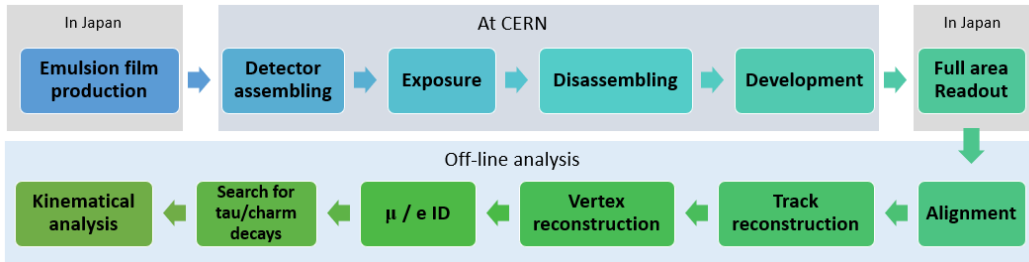 In Japan
At CERN
In Japan
Emulsion film
production
Detector
assembling
Exposure
Disassembling
Development
Full area
Readout
Off-line analysis
Kinematical
analysis
Search for
tau/charm
decays
μ / e ID
Vertex
reconstruction
Track
reconstruction
Alignment